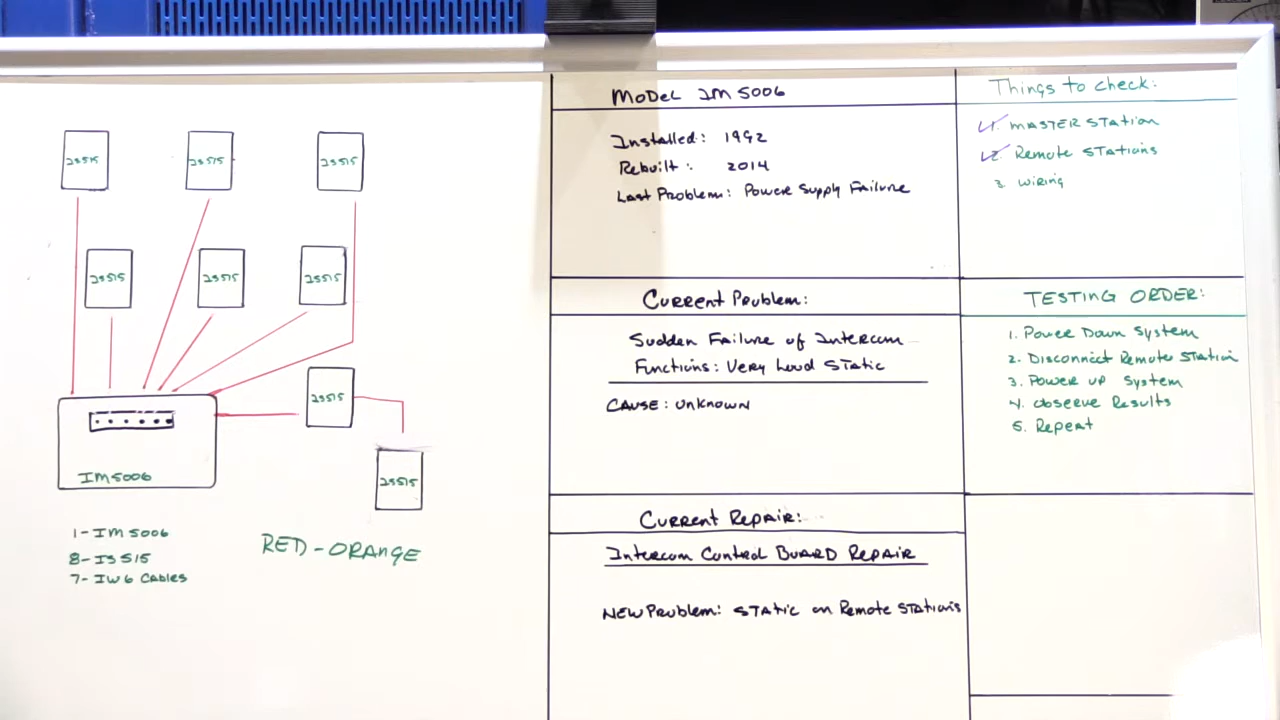 IS515
IS515
IS515
IS515
IS515
IS515
IS515
IS515
IM5006
1-IM5006
8-IS515
7-IW6 Cables
RED-ORANGE
MoDeL IM5006
Installed: 1992
Rebuilt: 2014
Last Problem: Power Supply Failure
Current Problem:
Sudden Failure of Intercom
Functions: Very Loud Static
CAUSE: UNKNOWN
Current Repair:
Intercom Control BOARD Repair
NEW Problem: STATIC on Remote STATIONS
Things to check:
1. MASTER STATION
2. Remote STATIONS
3. wiring
TESTING ORDER:
1. Power Down System
2. Disconnect Remote STATION
3. Power up System
4. Observe Results
5. Repeat